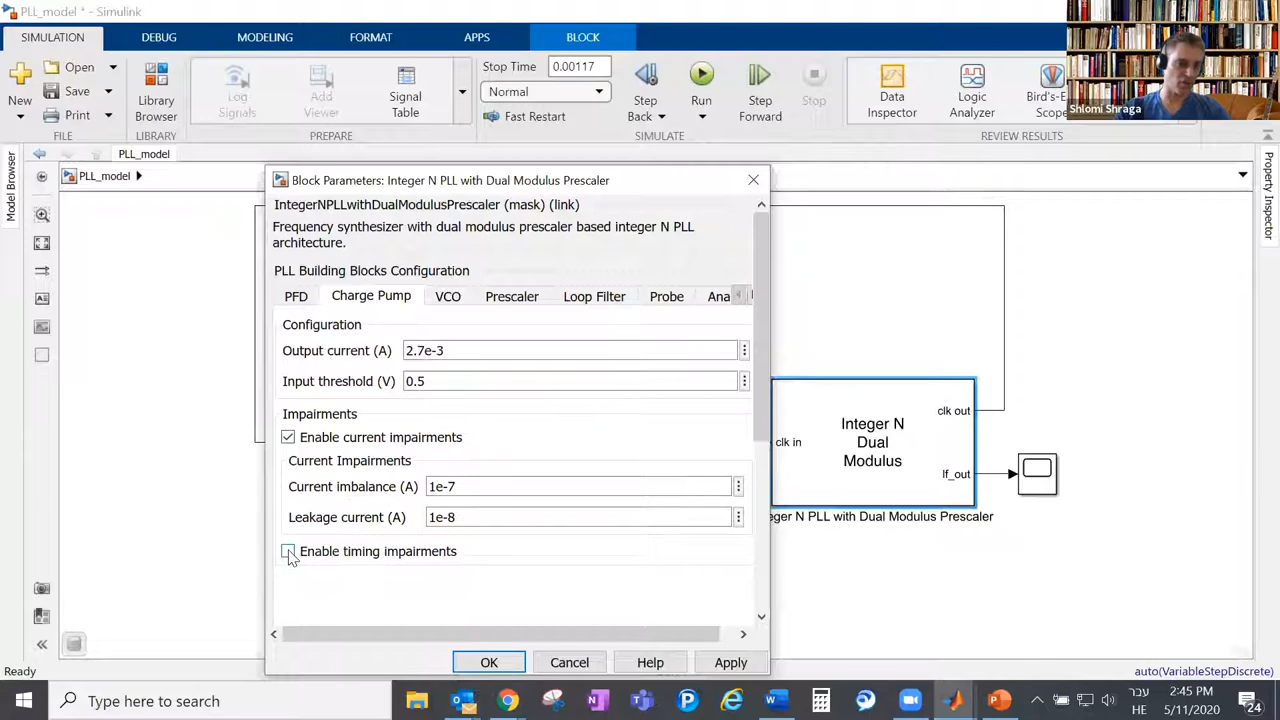 PLL_model * - Simulink
SIMULATION
DEBUG
MODELING
FORMAT
APPS
BLOCK
New
Open
Save
Print
FILE
Library
Browser
LIBRARY
Log
Signals
Add
Viewer
Signal
Table
PREPARE
Stop Time
0.00117
Normal
Fast Restart
Step
Back
Run
Step
Forward
Stop
SIMULATE
Data
Inspector
Logic
Analyzer
Bird's-E
Scop
REVIEW RESULTS
Shlomi Shraga
Model Browser
PLL_model
PLL_model
Property Inspector
Block Parameters: Integer N PLL with Dual Modulus Prescaler
IntegerNPLLwithDualModulusPrescaler (mask) (link)
Frequency synthesizer with dual modulus prescaler based integer N PLL
architecture.
PLL Building Blocks Configuration
PFD
Charge Pump
VCO
Prescaler
Loop Filter
Probe
Ana
Configuration
Output current (A)
2.7e-3
Input threshold (V)
0.5
Impairments
Enable current impairments
Current Impairments
Current imbalance (A)
1e-7
Leakage current (A)
1e-8
Enable timing impairments
OK
Cancel
Help
Apply
clk in
Integer N
Dual
Modulus
clk out
lf_out
eger N PLL with Dual Modulus Prescaler
Ready
auto(VariableStepDiscrete)
Type here to search
עבר
HE
2:45 PM
5/11/2020
24